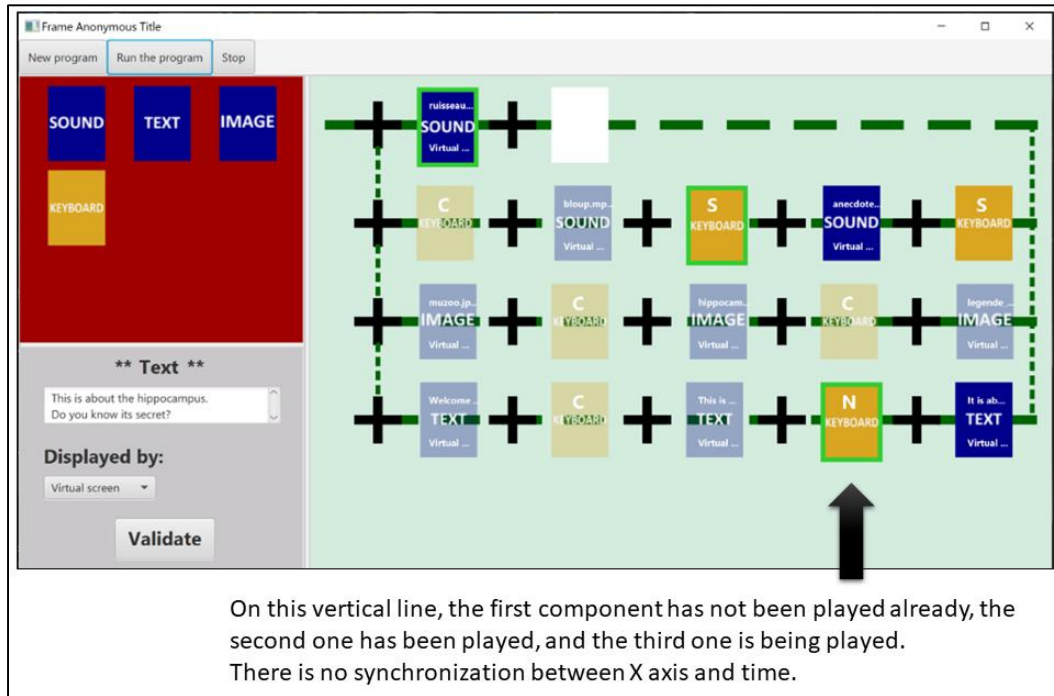 Frame Anonymous Title
New program Run the program Stop
SOUND TEXT IMAGE
KEYBOARD
ruisseau...
SOUND
Virtual ...
C bloup.mp... S anecdote... S
KEYBOARD SOUND KEYBOARD SOUND KEYBOARD
Virtual ... Virtual ...
muzoo.jp... C hippocam... C legende ...
IMAGE KEYBOARD IMAGE KEYBOARD IMAGE
Virtual ... Virtual ... Virtual ...
Welcome ... C This is ... N It is ab...
TEXT KEYBOARD TEXT KEYBOARD TEXT
Virtual ... Virtual ... Virtual ...
** Text **
This is about the hippocampus.
Do you know its secret?
Displayed by:
Virtual screen
Validate
On this vertical line, the first component has not been played already, the
second one has been played, and the third one is being played.
There is no synchronization between X axis and time.